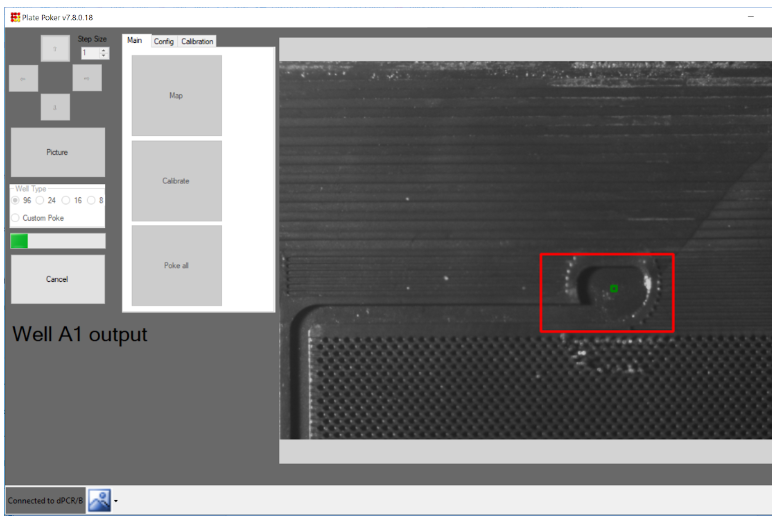 Plate Poker v7.8.0.18
Step Size
1
Main
Config
Calibration
Map
Picture
Calibrate
Well Type
96
24
16
8
Custom Poke
Poke all
Cancel
Well A1 output
Connected to dPCR/B